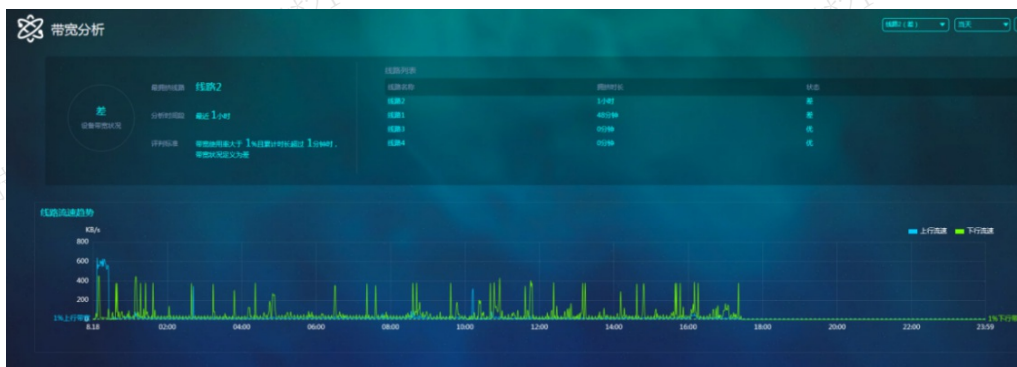 带宽分析
线路2（差）
当天
差
设备带宽状况
最拥挤线路 线路2
分析时间段 最近 1小时
评判标准 带宽使用率大于 1%且累计时长超过 1分钟时，
带宽状况定义为差
线路列表
线路名称 拥挤时长 状态
线路2 1小时 差
线路1 48分钟 差
线路3 0分钟 优
线路4 0分钟 优
线路流速趋势
上行流速 下行流速
KB/s
800
600
400
200
1%上行带宽 0
8.18 02:00 04:00 06:00 08:00 10:00 12:00 14:00 16:00 18:00 20:00 22:00 23:59
1%下行